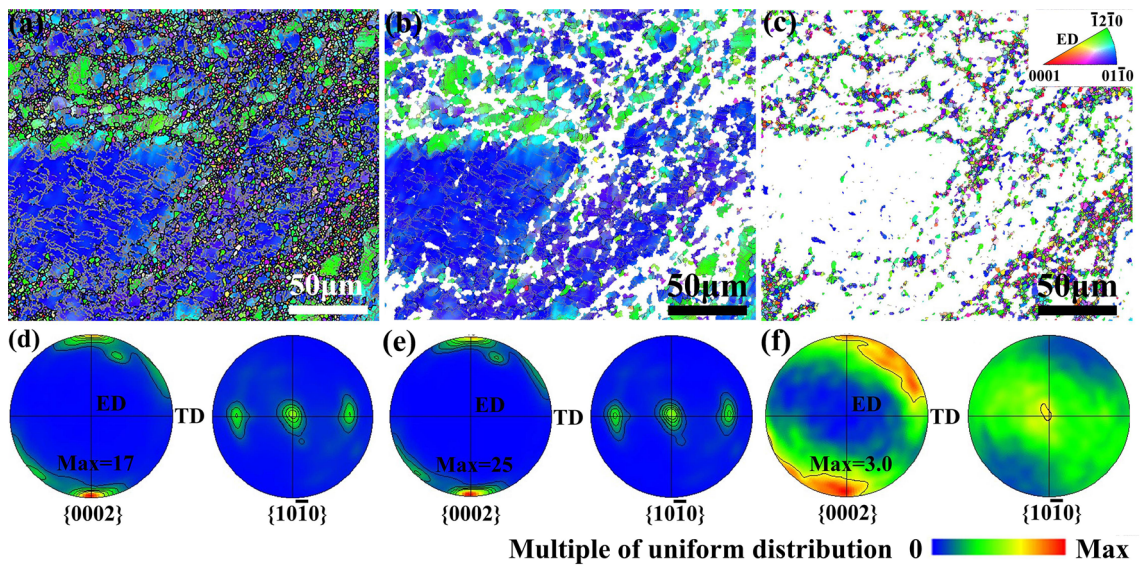 (a)
50μm
(b)
50μm
(c)
1̅21̅0
ED
0001
011̅0
50μm
(d)
ED
TD
Max=17
{0002}
{101̅0}
(e)
ED
TD
Max=25
{0002}
{101̅0}
(f)
ED
TD
Max=3.0
{0002}
{101̅0}
Multiple of uniform distribution 0 Max